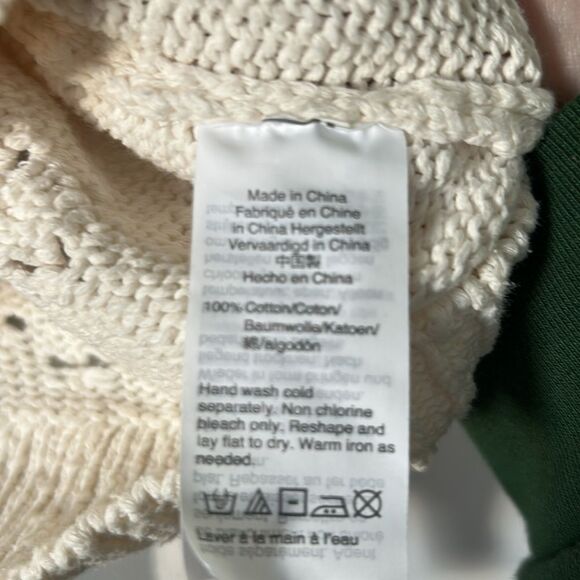 Made in China
Fabriqué en Chine
in China Hergestellt
Vervaardigd in China
中国製
Hecho en China
100% Cotton/Coton/
Baumwolle/Katoen/
綿/algodón
Hand wash cold
separately. Non chlorine
bleach only. Reshape and
lay flat to dry. Warm iron as
needed.
Laver à la main à l'eau